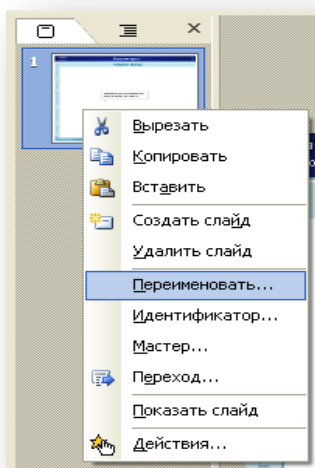 1
Вырезать
Копировать
Вставить
Создать слайд
Удалить слайд
Переименовать...
Идентификатор...
Мастер...
Переход...
Показать слайд
Действия...